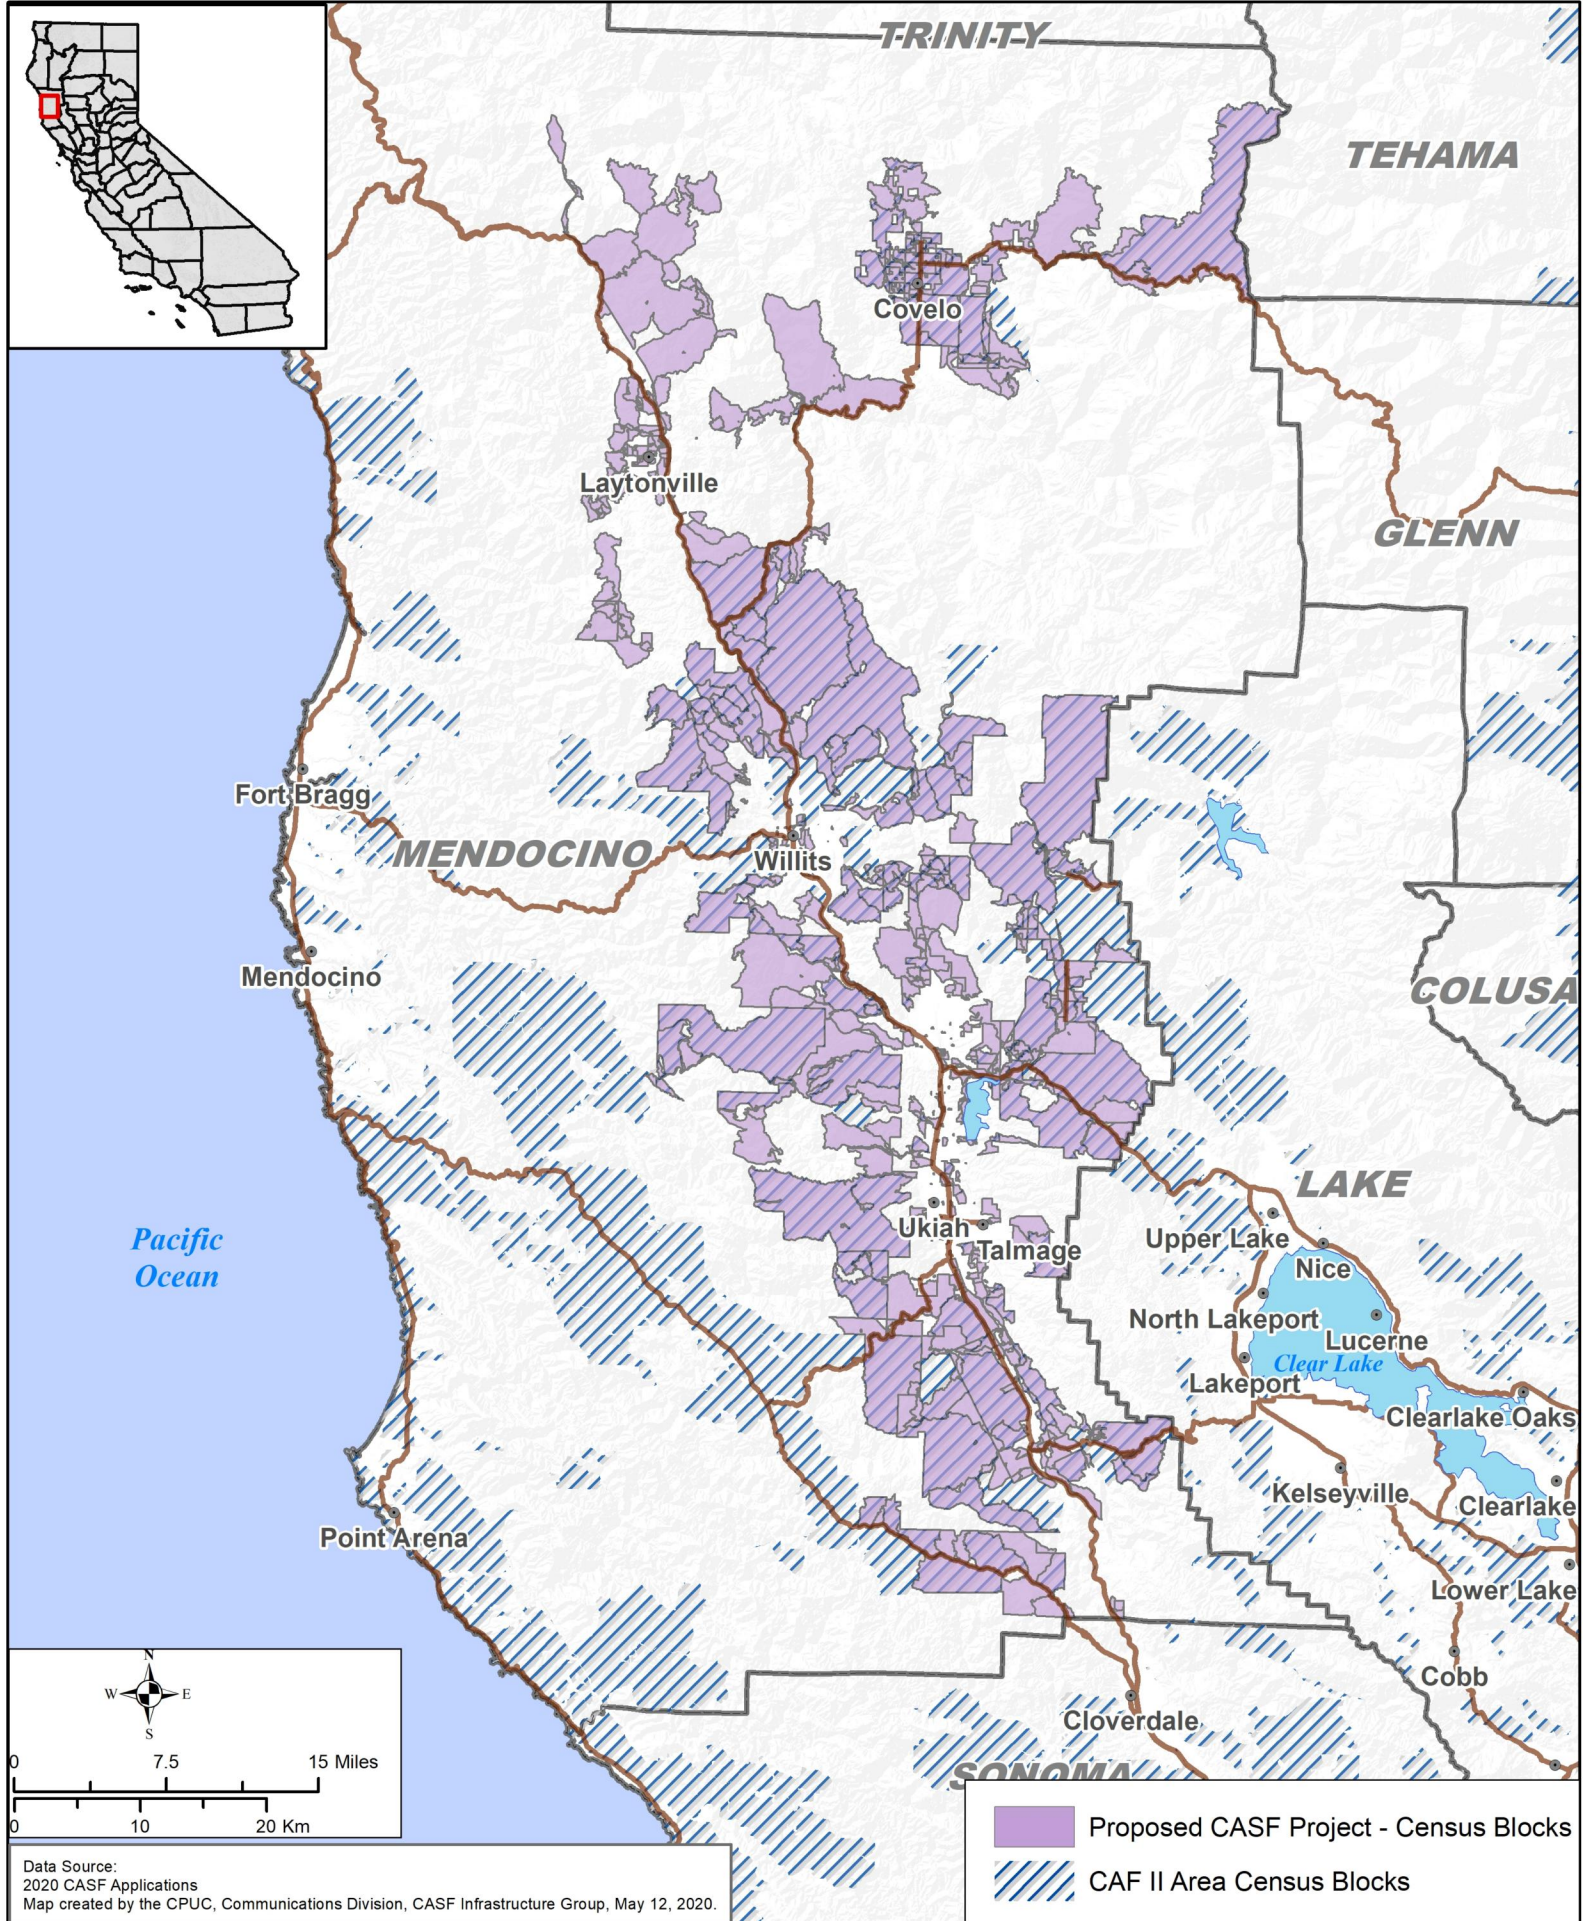 TRINITY
TEHAMA
Covelo
Laytonville
GLENN
Fort Bragg
MENDOCINO
Willits
Mendocino
COLUSA
LAKE
Pacific
Ocean
Ukiah
Talmage
Upper Lake
Nice
North Lakeport
Lucerne
Clear Lake
Lakeport
Clearlake Oaks
Kelseyville
Clearlake
Point Arena
Lower Lake
Cobb
Cloverdale
SONOMA
N
W E
S
0 7.5 15 Miles
0 10 20 Km
Proposed CASF Project - Census Blocks
CAF II Area Census Blocks
Data Source:
2020 CASF Applications
Map created by the CPUC, Communications Division, CASF Infrastructure Group, May 12, 2020.